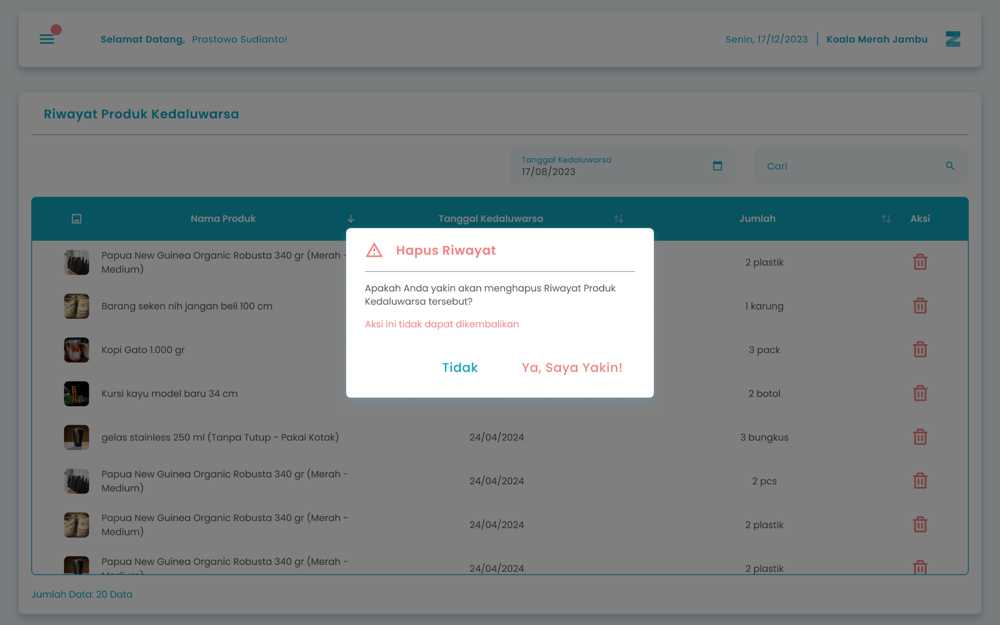 Selamat Datang, Prastowo Sudianto!
Senin, 17/12/2023
Koala Merah Jambu
Riwayat Produk Kedaluwarsa
Tanggal Kedaluwarsa
17/08/2023
Cari
Nama Produk
Tanggal Kedaluwarsa
Jumlah
Aksi
Papua New Guinea Organic Robusta 340 gr (Merah -
Medium)
2 plastik
Barang seken nih jangan beli 100 cm
1 karung
Kopi Gato 1.000 gr
3 pack
Kursi kayu model baru 34 cm
2 botol
gelas stainless 250 ml (Tanpa Tutup - Pakai Kotak)
24/04/2024
3 bungkus
Papua New Guinea Organic Robusta 340 gr (Merah -
Medium)
24/04/2024
2 pcs
Papua New Guinea Organic Robusta 340 gr (Merah -
Medium)
24/04/2024
2 plastik
Papua New Guinea Organic Robusta 340 gr (Merah -
24/04/2024
2 plastik
Jumlah Data: 20 Data
Hapus Riwayat
Apakah Anda yakin akan menghapus Riwayat Produk
Kedaluwarsa tersebut?
Aksi ini tidak dapat dikembalikan
Tidak
Ya, Saya Yakin!